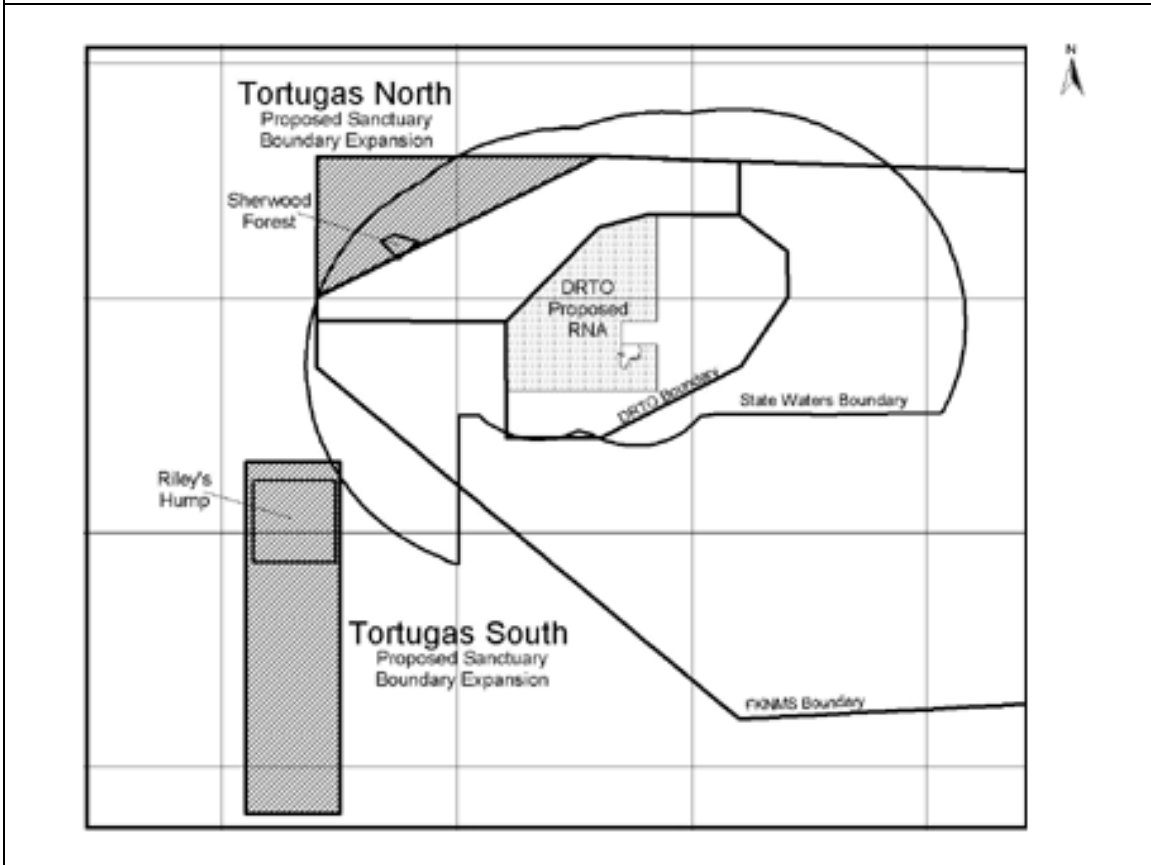 N
Tortugas North
Proposed Sanctuary
Boundary Expansion
Sherwood
Forest
DRTO
Proposed
RNA
DRTO Boundary
State Waters Boundary
Riley's
Hump
Tortugas South
Proposed Sanctuary
Boundary Expansion
FKNMS Boundary